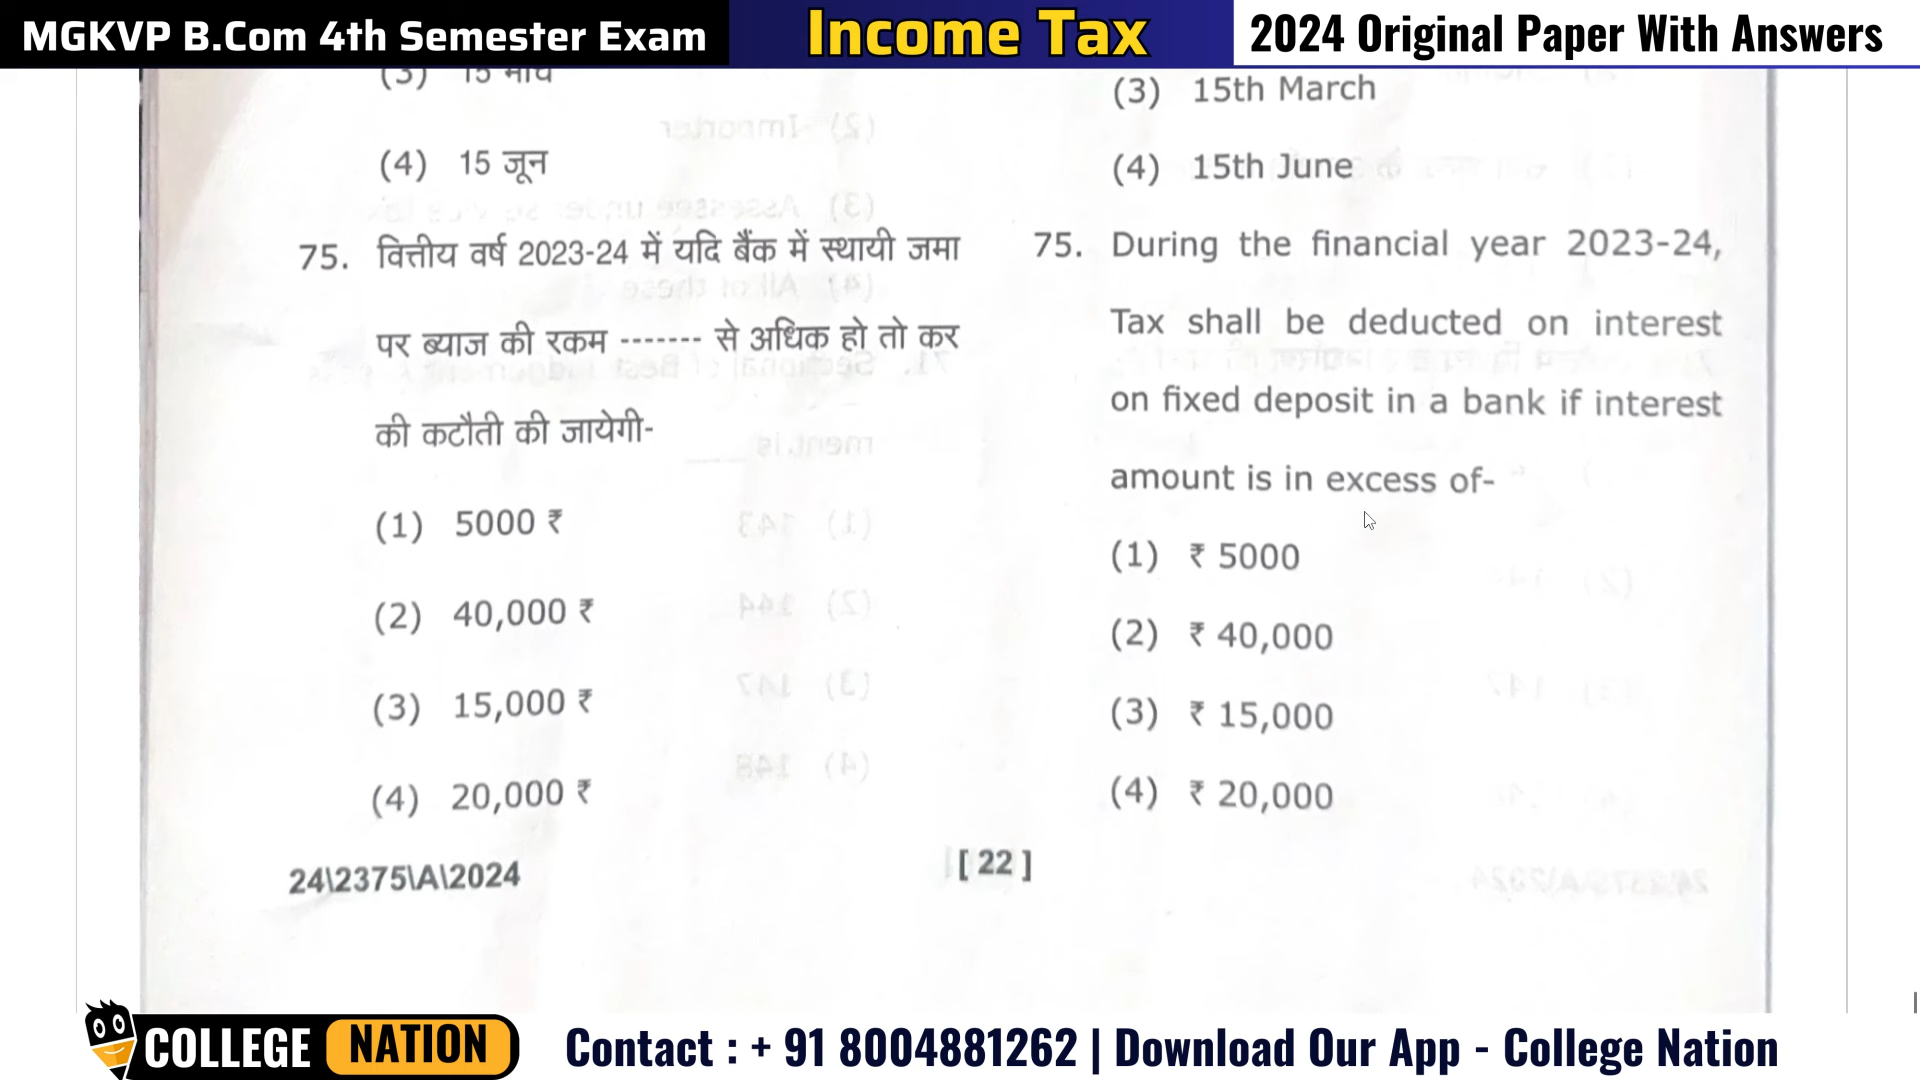 MGKVP B.Com 4th Semester Exam
Income Tax
2024 Original Paper With Answers
(3) 15 मार्च
(4) 15 जून
75. वित्तीय वर्ष 2023-24 में यदि बैंक में स्थायी जमा
पर ब्याज की रकम ------- से अधिक हो तो कर
की कटौती की जायेगी-
(1) 5000 ₹
(2) 40,000 ₹
(3) 15,000 ₹
(4) 20,000 ₹
(3) 15th March
(4) 15th June
75. During the financial year 2023-24,
Tax shall be deducted on interest
on fixed deposit in a bank if interest
amount is in excess of-
(1) ₹ 5000
(2) ₹ 40,000
(3) ₹ 15,000
(4) ₹ 20,000
24\2375\A\2024
[ 22 ]
COLLEGE NATION
Contact : + 91 8004881262 | Download Our App - College Nation